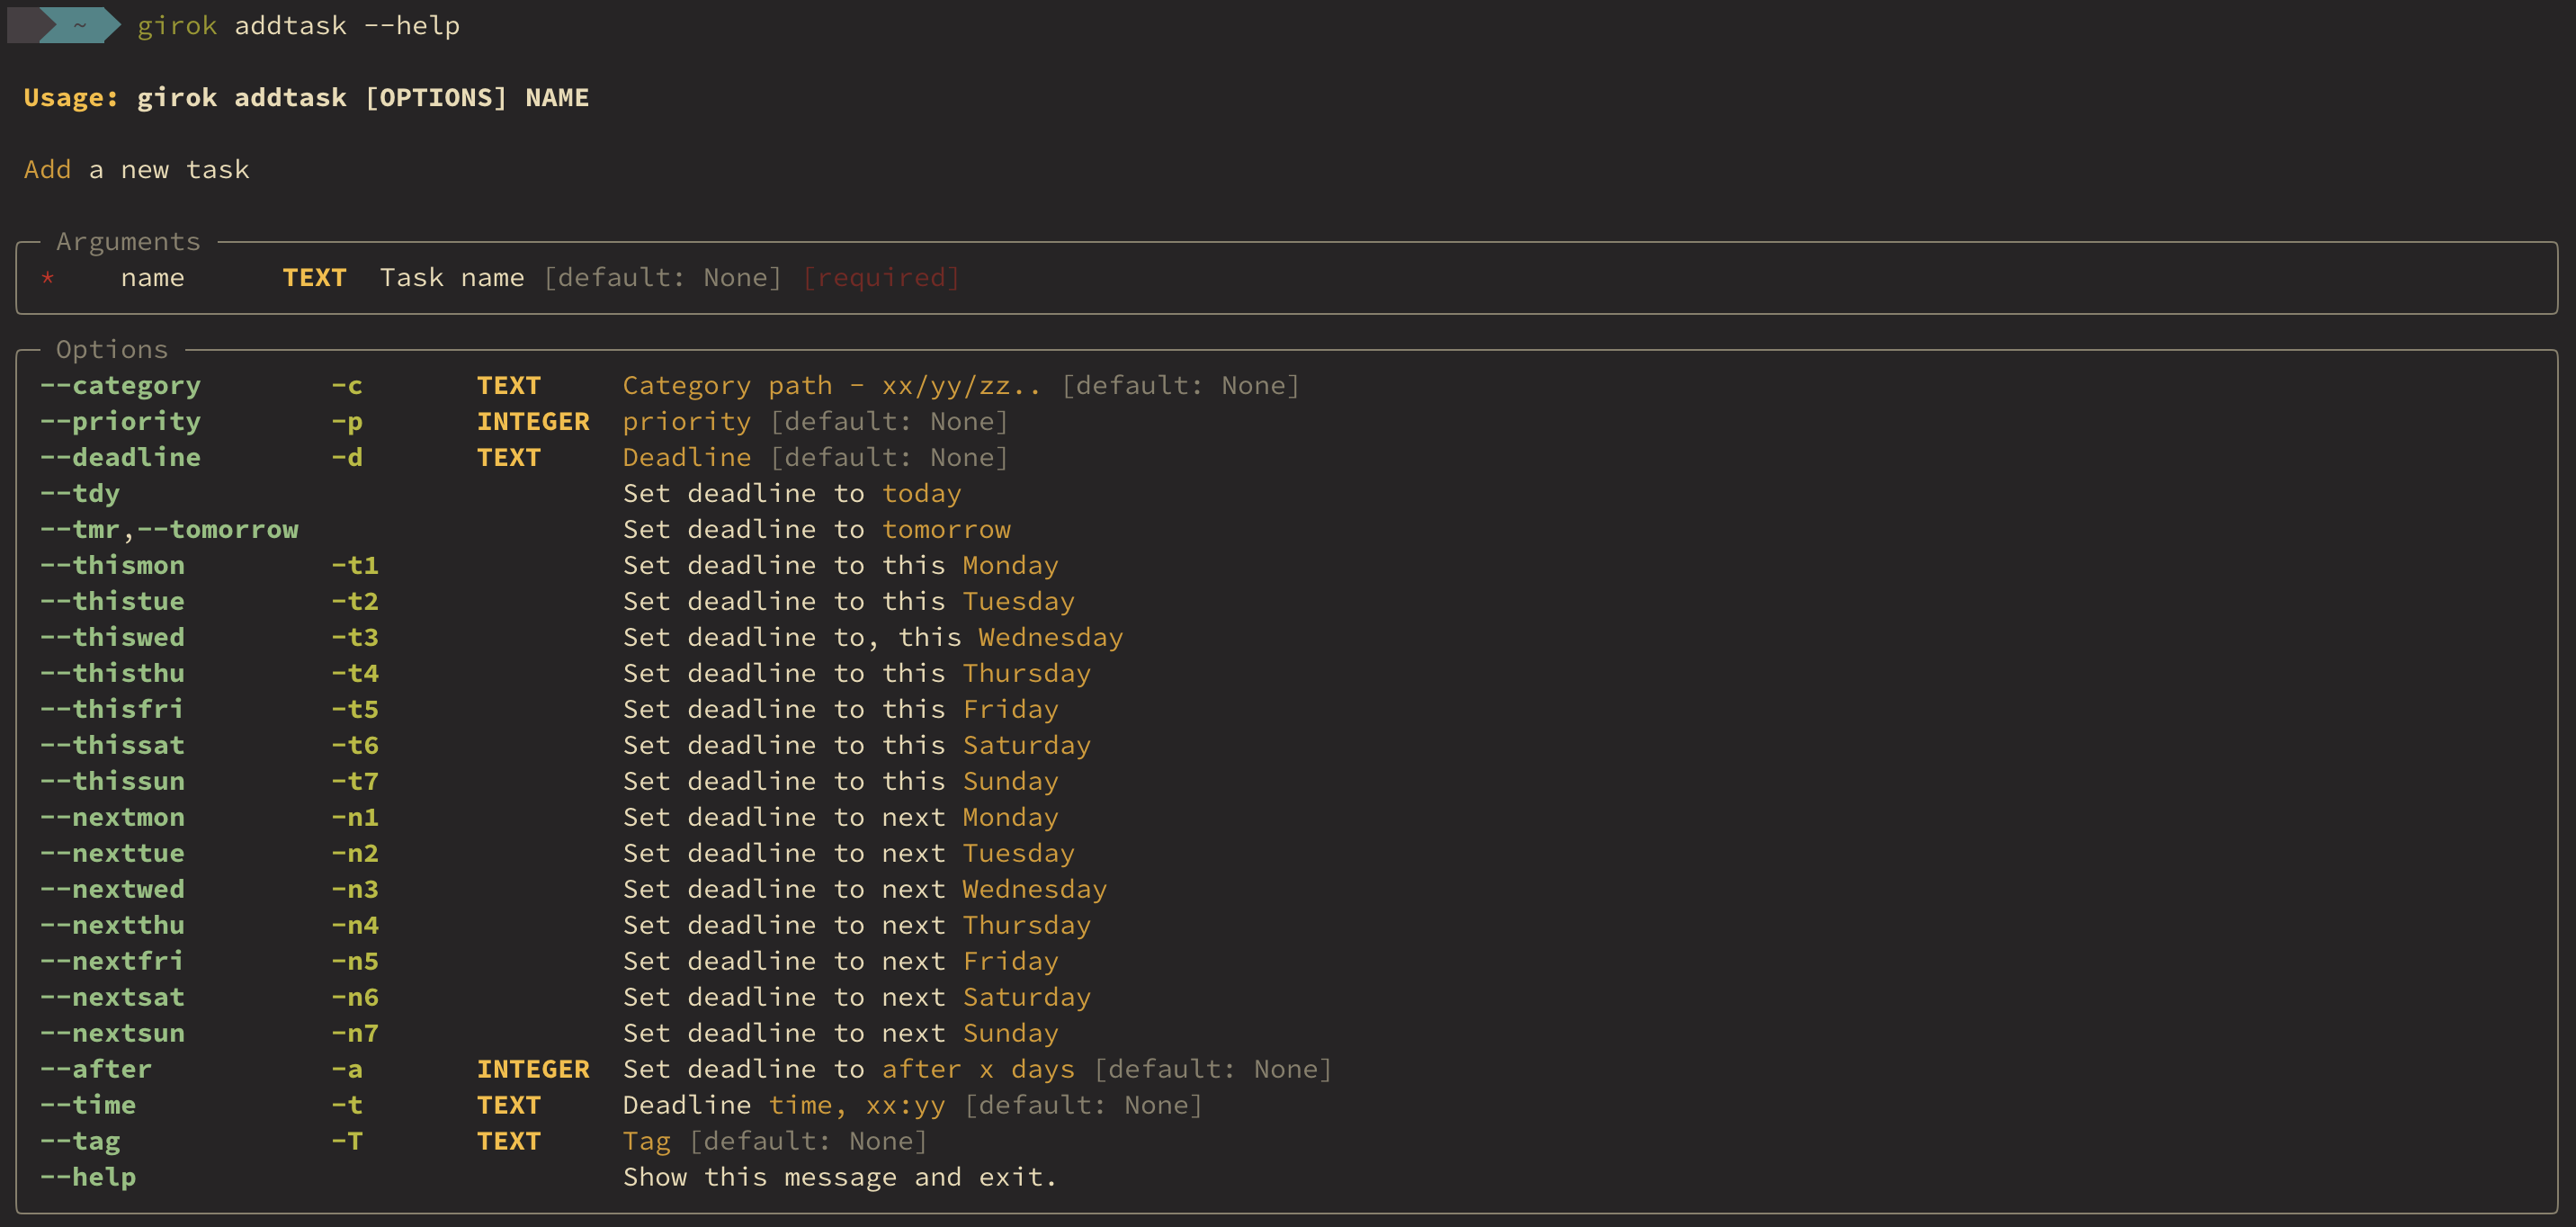 ~ girok addtask --help
Usage: girok addtask [OPTIONS] NAME
Add a new task
Arguments
* name TEXT Task name [default: None] [required]
Options
--category -c TEXT Category path - xx/yy/zz.. [default: None]
--priority -p INTEGER priority [default: None]
--deadline -d TEXT Deadline [default: None]
--tdy Set deadline to today
--tmr,--tomorrow Set deadline to tomorrow
--thismon -t1 Set deadline to this Monday
--thistue -t2 Set deadline to this Tuesday
--thiswed -t3 Set deadline to, this Wednesday
--thisthu -t4 Set deadline to this Thursday
--thisfri -t5 Set deadline to this Friday
--thissat -t6 Set deadline to this Saturday
--thissun -t7 Set deadline to this Sunday
--nextmon -n1 Set deadline to next Monday
--nexttue -n2 Set deadline to next Tuesday
--nextwed -n3 Set deadline to next Wednesday
--nextthu -n4 Set deadline to next Thursday
--nextfri -n5 Set deadline to next Friday
--nextsat -n6 Set deadline to next Saturday
--nextsun -n7 Set deadline to next Sunday
--after -a INTEGER Set deadline to after x days [default: None]
--time -t TEXT Deadline time, xx:yy [default: None]
--tag -T TEXT Tag [default: None]
--help Show this message and exit.